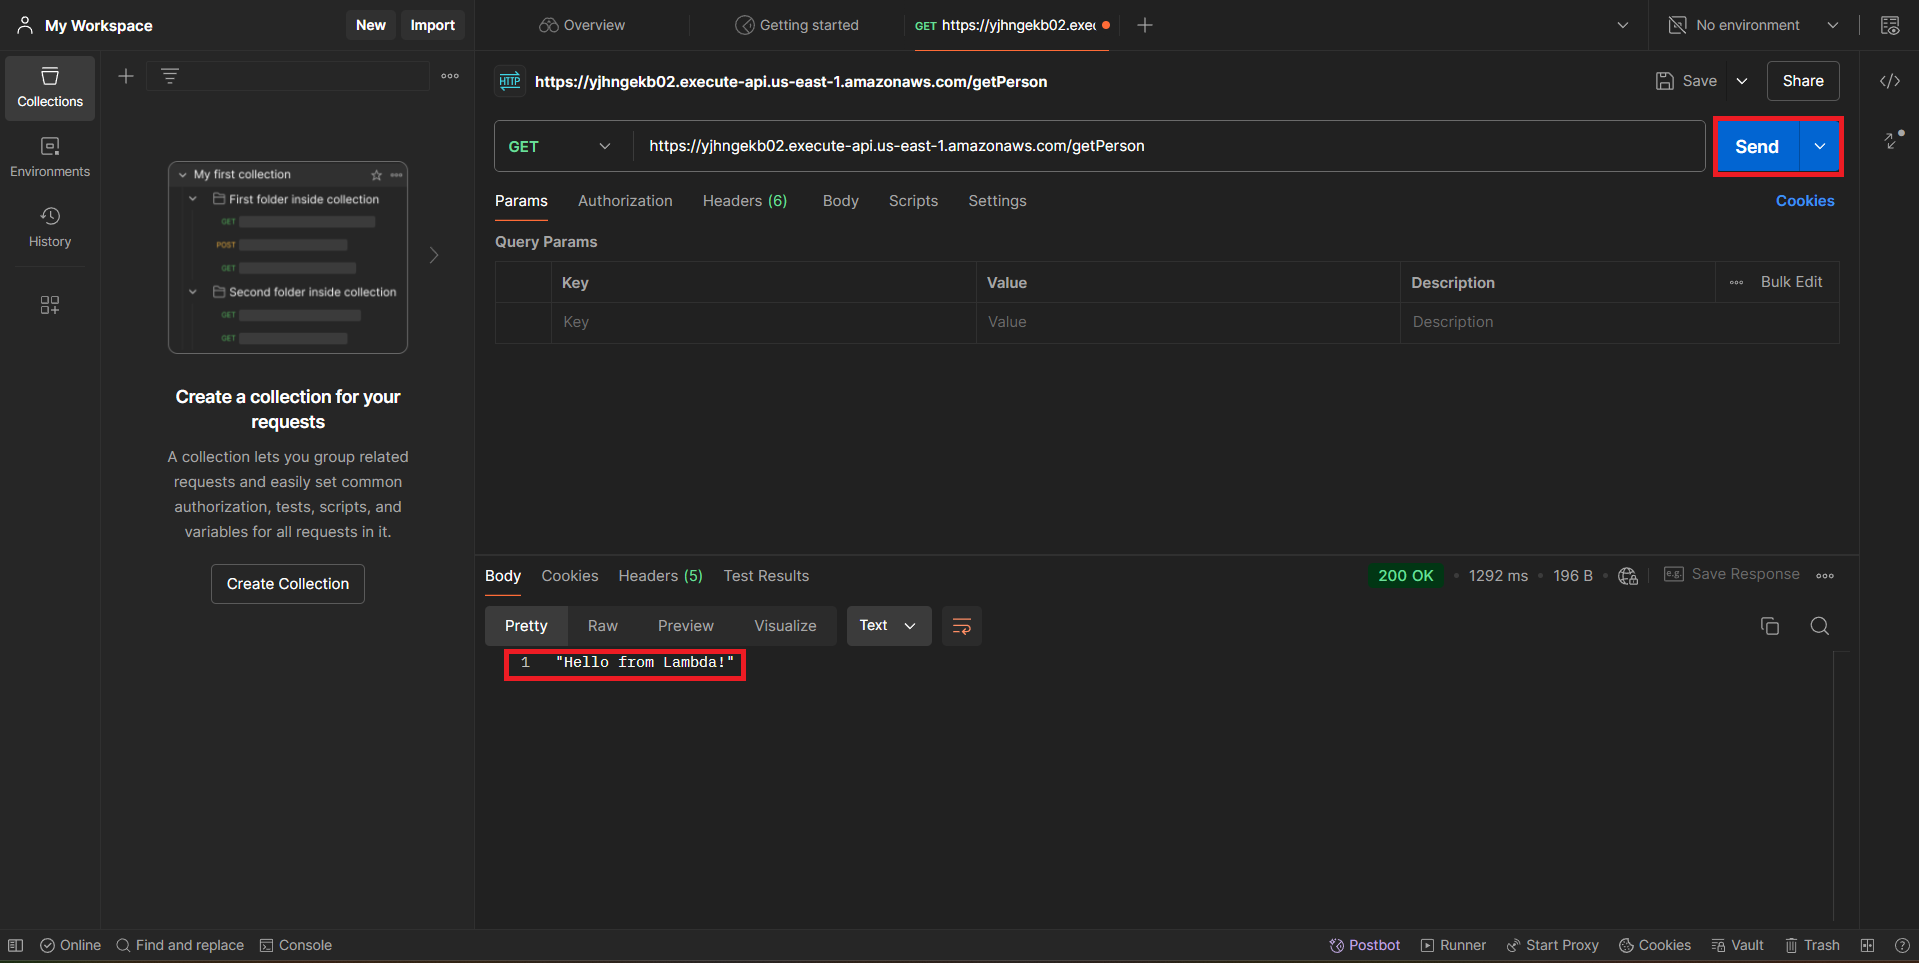 My Workspace
New
Import
Overview
Getting started
GET https://yjhngekb02.exec
No environment
Collections
Environments
History
My first collection
First folder inside collection
GET
POST
GET
Second folder inside collection
GET
GET
Create a collection for your
requests
A collection lets you group related
requests and easily set common
authorization, tests, scripts, and
variables for all requests in it.
Create Collection
HTTP https://yjhngekb02.execute-api.us-east-1.amazonaws.com/getPerson
Save
Share
GET
https://yjhngekb02.execute-api.us-east-1.amazonaws.com/getPerson
Send
Params Authorization Headers (6) Body Scripts Settings
Cookies
Query Params
Key Value Description Bulk Edit
Key Value Description
Body Cookies Headers (5) Test Results
200 OK 1292 ms 196 B e.g. Save Response
Pretty Raw Preview Visualize Text
1 "Hello from Lambda!"
Online Find and replace Console
Postbot Runner Start Proxy Cookies Vault Trash